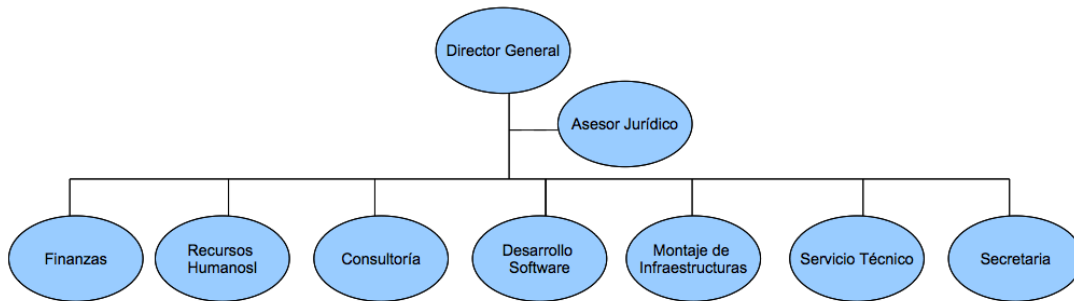 Director General
Asesor Jurídico
Finanzas
Recursos
Humanosl
Consultoría
Desarrollo
Software
Montaje de
Infraestructuras
Servicio Técnico
Secretaria